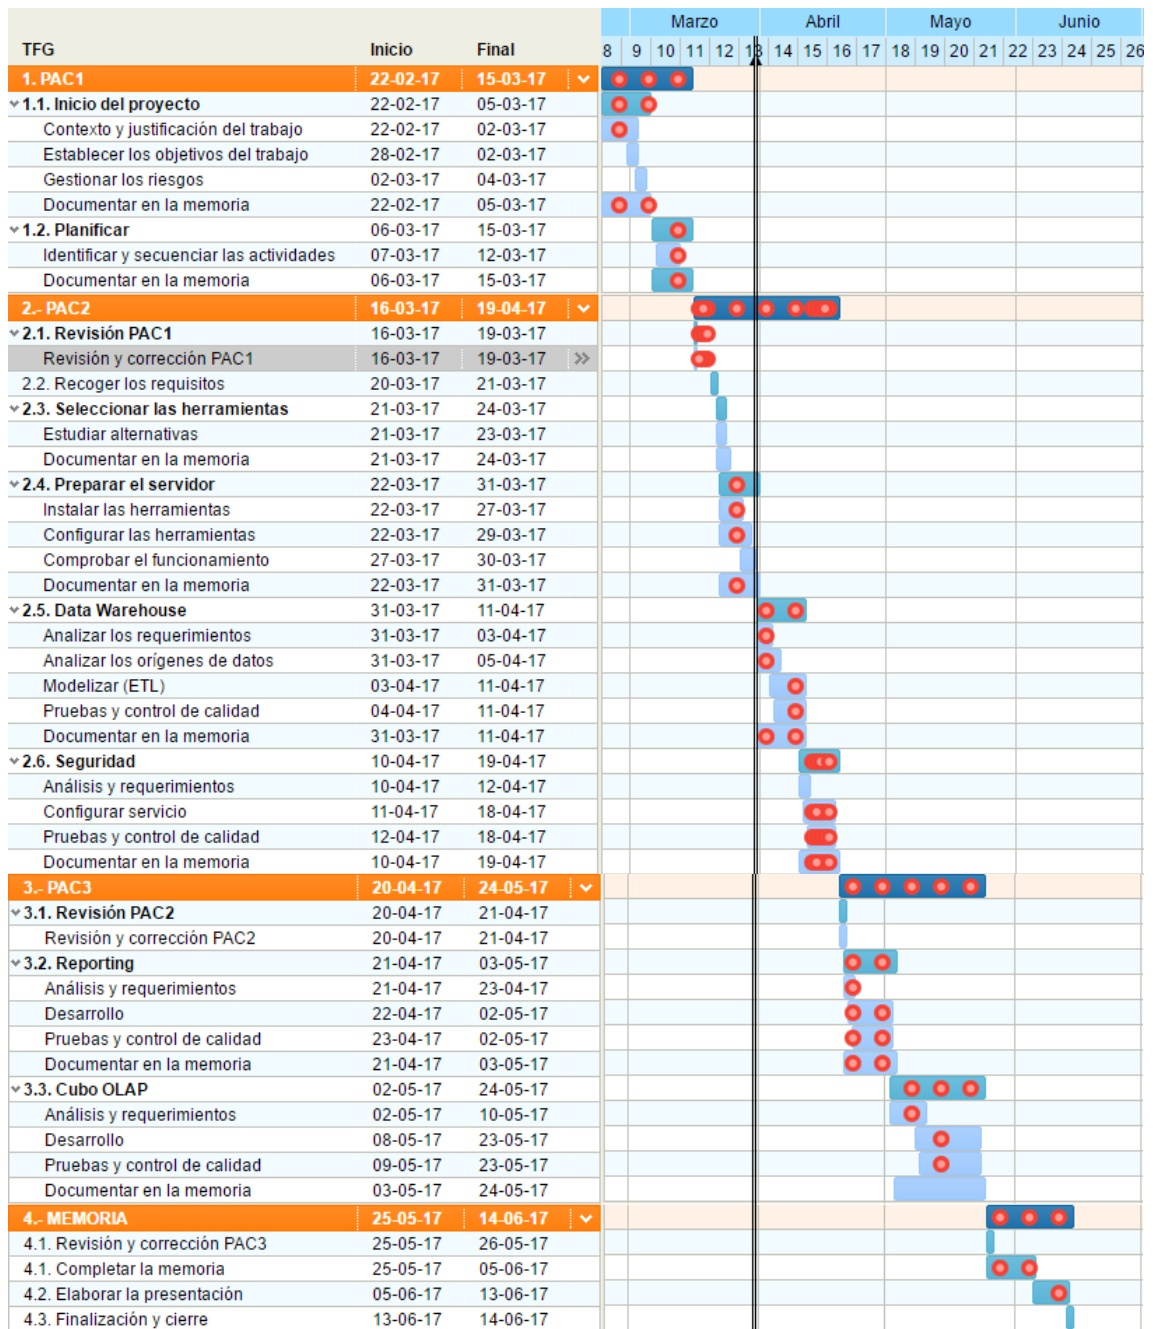 Marzo Abril Mayo Junio
TFG Inicio Final 8 9 10 11 12 13 14 15 16 17 18 19 20 21 22 23 24 25 26
1. PAC1 22-02-17 15-03-17
1.1. Inicio del proyecto 22-02-17 05-03-17
Contexto y justificación del trabajo 22-02-17 02-03-17
Establecer los objetivos del trabajo 28-02-17 02-03-17
Gestionar los riesgos 02-03-17 04-03-17
Documentar en la memoria 22-02-17 05-03-17
1.2. Planificar 06-03-17 15-03-17
Identificar y secuenciar las actividades 07-03-17 12-03-17
Documentar en la memoria 06-03-17 15-03-17
2.- PAC2 16-03-17 19-04-17
2.1. Revisión PAC1 16-03-17 19-03-17
Revisión y corrección PAC1 16-03-17 19-03-17
2.2. Recoger los requisitos 20-03-17 21-03-17
2.3. Seleccionar las herramientas 21-03-17 24-03-17
Estudiar alternativas 21-03-17 23-03-17
Documentar en la memoria 21-03-17 24-03-17
2.4. Preparar el servidor 22-03-17 31-03-17
Instalar las herramientas 22-03-17 27-03-17
Configurar las herramientas 22-03-17 29-03-17
Comprobar el funcionamiento 27-03-17 30-03-17
Documentar en la memoria 22-03-17 31-03-17
2.5. Data Warehouse 31-03-17 11-04-17
Analizar los requerimientos 31-03-17 03-04-17
Analizar los orígenes de datos 31-03-17 05-04-17
Modelizar (ETL) 03-04-17 11-04-17
Pruebas y control de calidad 04-04-17 11-04-17
Documentar en la memoria 31-03-17 11-04-17
2.6. Seguridad 10-04-17 19-04-17
Análisis y requerimientos 10-04-17 12-04-17
Configurar servicio 11-04-17 18-04-17
Pruebas y control de calidad 12-04-17 18-04-17
Documentar en la memoria 10-04-17 19-04-17
3.- PAC3 20-04-17 24-05-17
3.1. Revisión PAC2 20-04-17 21-04-17
Revisión y corrección PAC2 20-04-17 21-04-17
3.2. Reporting 21-04-17 03-05-17
Análisis y requerimientos 21-04-17 23-04-17
Desarrollo 22-04-17 02-05-17
Pruebas y control de calidad 23-04-17 02-05-17
Documentar en la memoria 21-04-17 03-05-17
3.3. Cubo OLAP 02-05-17 24-05-17
Análisis y requerimientos 02-05-17 10-05-17
Desarrollo 08-05-17 23-05-17
Pruebas y control de calidad 09-05-17 23-05-17
Documentar en la memoria 03-05-17 24-05-17
4.- MEMORIA 25-05-17 14-06-17
4.1. Revisión y corrección PAC3 25-05-17 26-05-17
4.1. Completar la memoria 25-05-17 05-06-17
4.2. Elaborar la presentación 05-06-17 13-06-17
4.3. Finalización y cierre 13-06-17 14-06-17